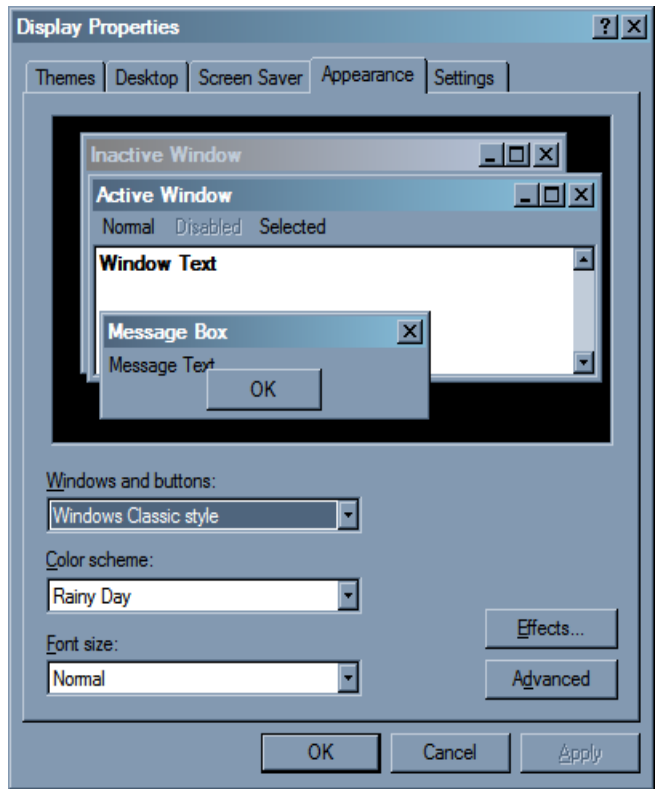 Display Properties
Themes Desktop Screen Saver Appearance Settings
Inactive Window
Active Window
Normal Disabled Selected
Window Text
Message Box
Message Text
OK
Windows and buttons:
Windows Classic style
Color scheme:
Rainy Day
Effects...
Font size:
Normal
Advanced
OK Cancel Apply